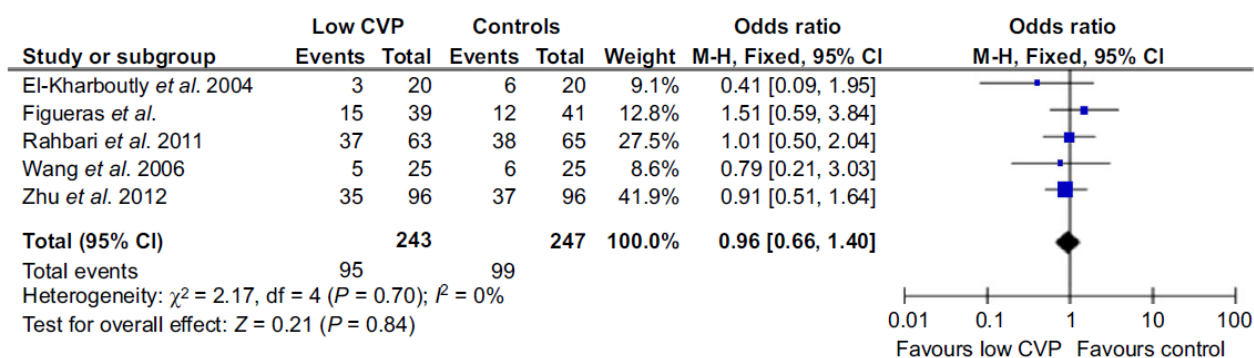 Low CVP Controls Odds ratio Odds ratio
Study or subgroup Events Total Events Total Weight M-H, Fixed, 95% CI M-H, Fixed, 95% CI
El-Kharboutly et al. 2004 3 20 6 20 9.1% 0.41 [0.09, 1.95]
Figueras et al. 15 39 12 41 12.8% 1.51 [0.59, 3.84]
Rahbari et al. 2011 37 63 38 65 27.5% 1.01 [0.50, 2.04]
Wang et al. 2006 5 25 6 25 8.6% 0.79 [0.21, 3.03]
Zhu et al. 2012 35 96 37 96 41.9% 0.91 [0.51, 1.64]
Total (95% CI) 243 247 100.0% 0.96 [0.66, 1.40]
Total events 95 99
Heterogeneity: χ² = 2.17, df = 4 (P = 0.70); I² = 0%
Test for overall effect: Z = 0.21 (P = 0.84)
0.01 0.1 1 10 100
Favours low CVP Favours control